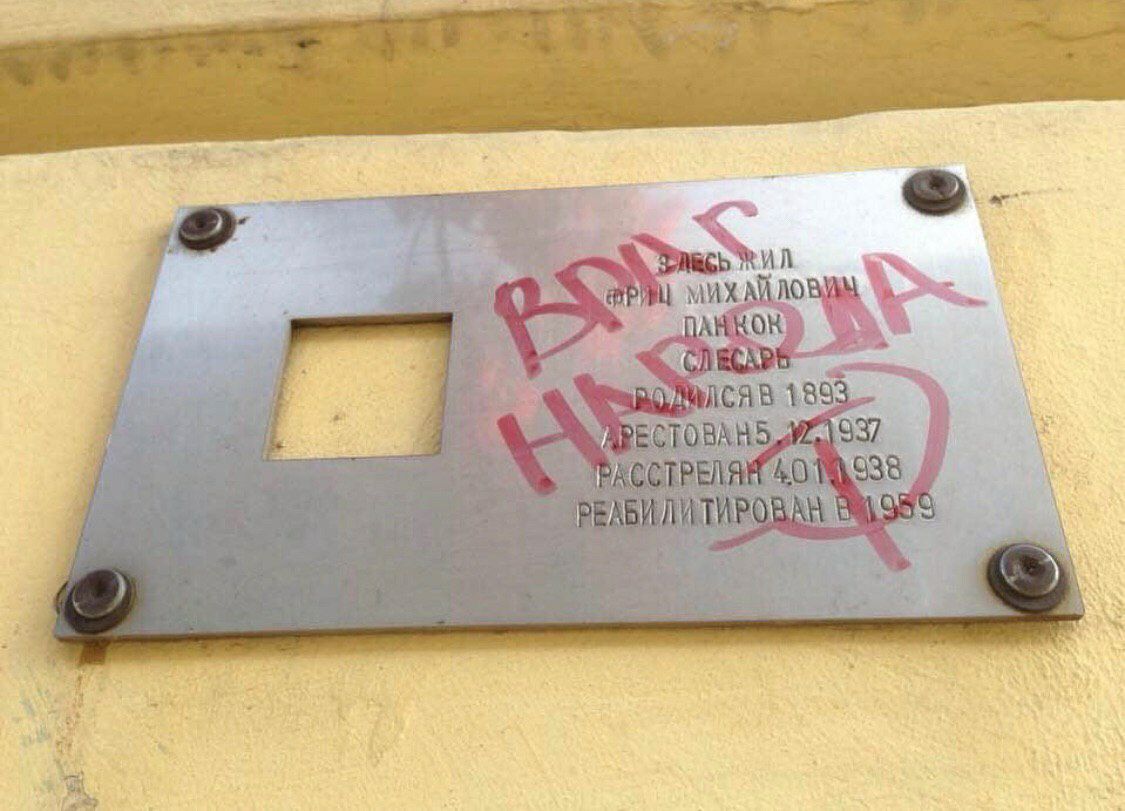 ЗДЕСЬ ЖИЛ
ФРИЦ МИХАЙЛОВИЧ
ПАНКОК
СЛЕСАРЬ
РОДИЛСЯ В 1893
АРЕСТОВАН 5.12.1937
РАССТРЕЛЯН 4.01.1938
РЕАБИЛИТИРОВАН В 1959
ВРАГ
НАРОДА